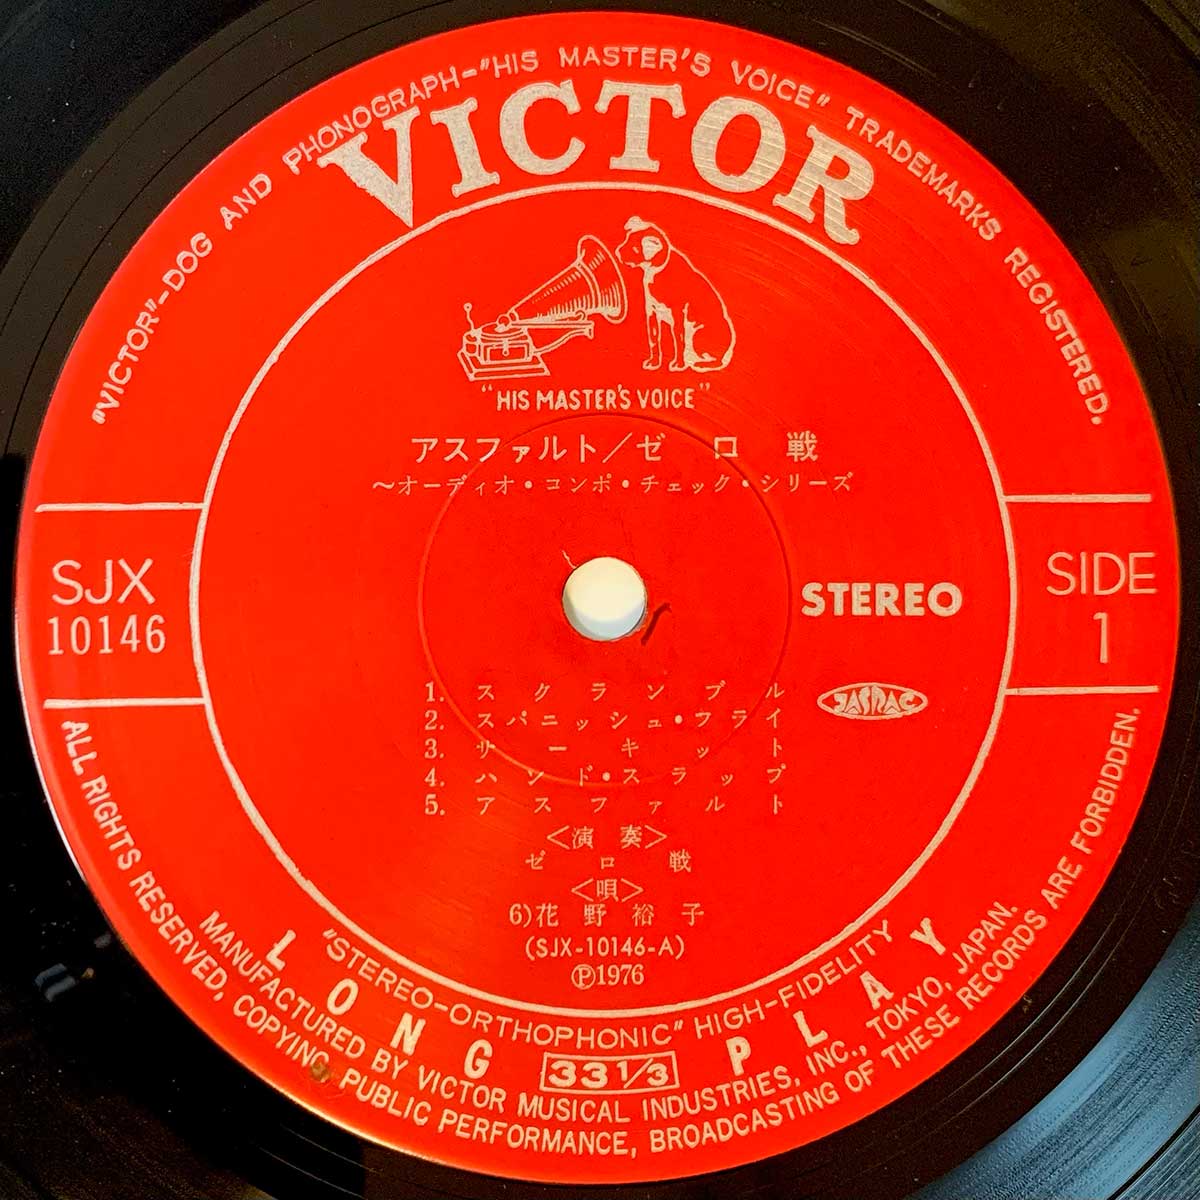 "VICTOR"-DOG AND PHONOGRAPH-"HIS MASTER'S VOICE" TRADEMARKS REGISTERED.
VICTOR
"HIS MASTER'S VOICE"
アスファルト/ゼロ戦
〜オーディオ・コンポ・チェック・シリーズ
SJX
10146
STEREO
SIDE
1
JASRAC
1. スクランブル
2. スパニッシュ・フライ
3. サーキット
4. ハンド・スラップ
5. アスファルト
<演奏>
ゼロ戦
<唄>
6)花野裕子
(SJX-10146-A)
Ⓟ1976
"STEREO-ORTHOPHONIC" HIGH-FIDELITY
LONG 33 1/3 PLAY
MANUFACTURED BY VICTOR MUSICAL INDUSTRIES, INC., TOKYO, JAPAN.
ALL RIGHTS RESERVED, COPYING, PUBLIC PERFORMANCE, BROADCASTING OF THESE RECORDS ARE FORBIDDEN.